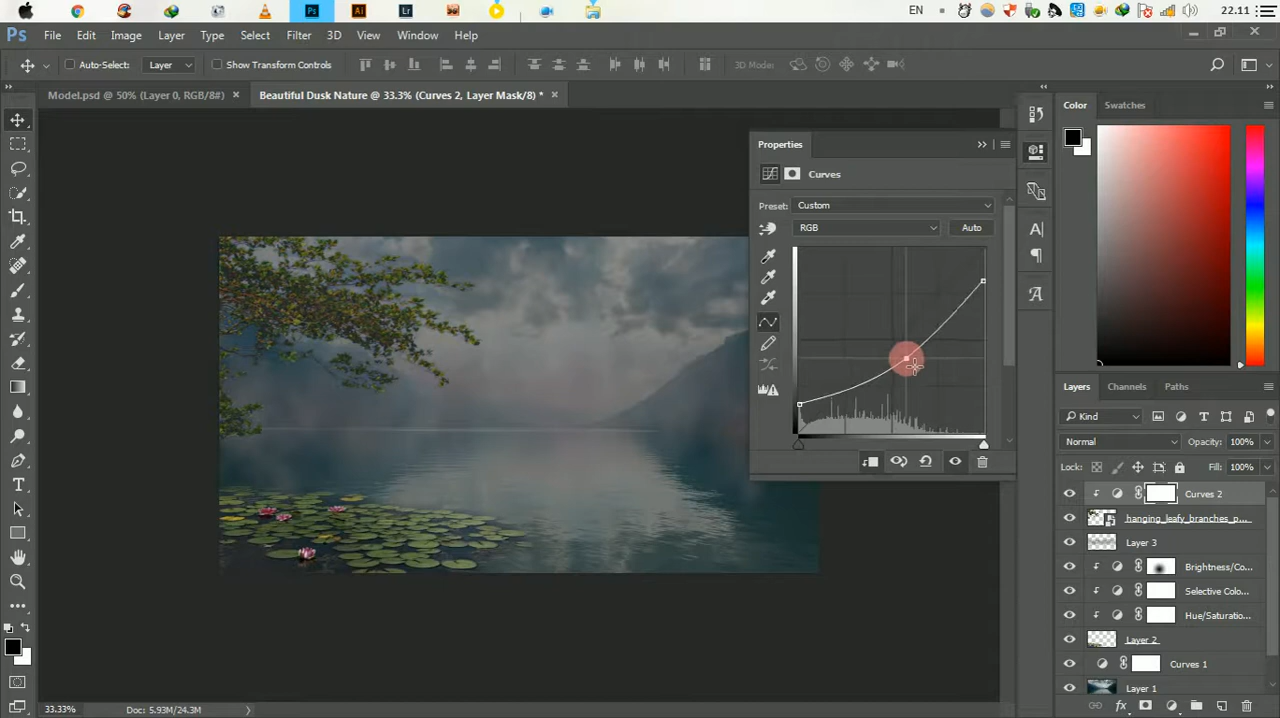 EN
22.11
Ps File Edit Image Layer Type Select Filter 3D View Window Help
Auto-Select: Layer Show Transform Controls 3D Mode:
Model.psd @ 50% (Layer 0, RGB/8#) ×
Beautiful Dusk Nature @ 33.3% (Curves 2, Layer Mask/8) * ×
Properties
Curves
Preset: Custom
RGB Auto
Color Swatches
Layers Channels Paths
Kind
Normal Opacity: 100%
Lock: Fill: 100%
Curves 2
hanging_leafy_branches_p...
Layer 3
Brightness/Co...
Selective Colo...
Hue/Saturatio...
Layer 2
Curves 1
Layer 1
33.33% Doc: 5.93M/24.3M